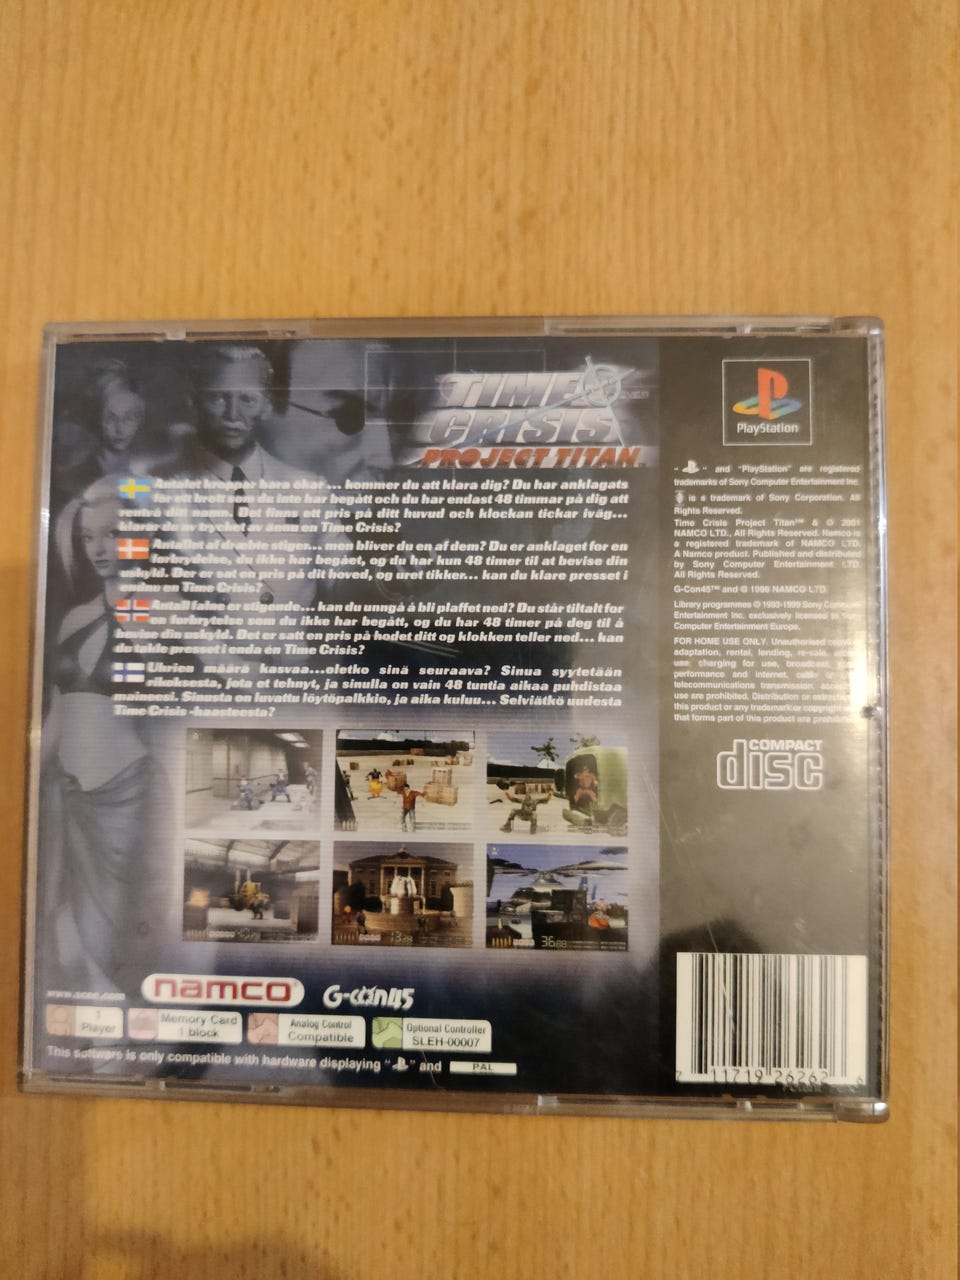 TIME
CRISIS
PROJECT TITAN
Antalet kroppar bara ökar... kommer du att klara dig? Du har anklagats
för ett brott som du inte har begått och du har endast 48 timmar på dig att
rentvå ditt namn. Det finns ett pris på ditt huvud och klockan tickar iväg...
klarar du av trycket av ännu en Time Crisis?
Antallet af dræbte stiger... men bliver du en af dem? Du er anklaget for en
forbrydelse, du ikke har begået, og du har kun 48 timer til at bevise din
uskyld. Der er sat en pris på dit hoved, og uret tikker... kan du klare presset i
endnu en Time Crisis?
Antall falne er stigende... kan du unngå å bli plaffet ned? Du står tiltalt for
en forbrytelse som du ikke har begått, og du har 48 timer på deg til å
bevise din uskyld. Det er satt en pris på hodet ditt og klokken teller ned... kan
du takle presset i enda en Time Crisis?
Uhrien määrä kasvaa...oletko sinä seuraava? Sinua syytetään
rikoksesta, jota et tehnyt, ja sinulla on vain 48 tuntia aikaa puhdistaa
maineesi. Sinusta on luvattu löytöpalkkio, ja aika kuluu... Selviätkö uudesta
Time Crisis -haasteesta?
www.scee.com
namco
G-con45
1
Player
Memory Card
1 block
Analog Control
Compatible
Optional Controller
SLEH-00007
This software is only compatible with hardware displaying " " and PAL
PlayStation
" " and "PlayStation" are registered
trademarks of Sony Computer Entertainment Inc.
is a trademark of Sony Corporation. All
Rights Reserved.
Time Crisis Project Titan™ & © 2001
NAMCO LTD., All Rights Reserved. Namco is
a registered trademark of NAMCO LTD.
A Namco product. Published and distributed
by Sony Computer Entertainment LTD.
All Rights Reserved.
G-Con45™ and © 1996 NAMCO LTD
Library programmes © 1993-1999 Sony Computer
Entertainment Inc. exclusively licensed to Sony
Computer Entertainment Europe.
FOR HOME USE ONLY. Unauthorised
adaptation, rental, lending, re-sale,
use, charging for use, broadcast,
performance and internet, cable or
telecommunications transmission,
use are prohibited. Distribution or extraction
this product or any trademark or copyright
that forms part of this product are prohibited
COMPACT
disc
7 11719 26262 6